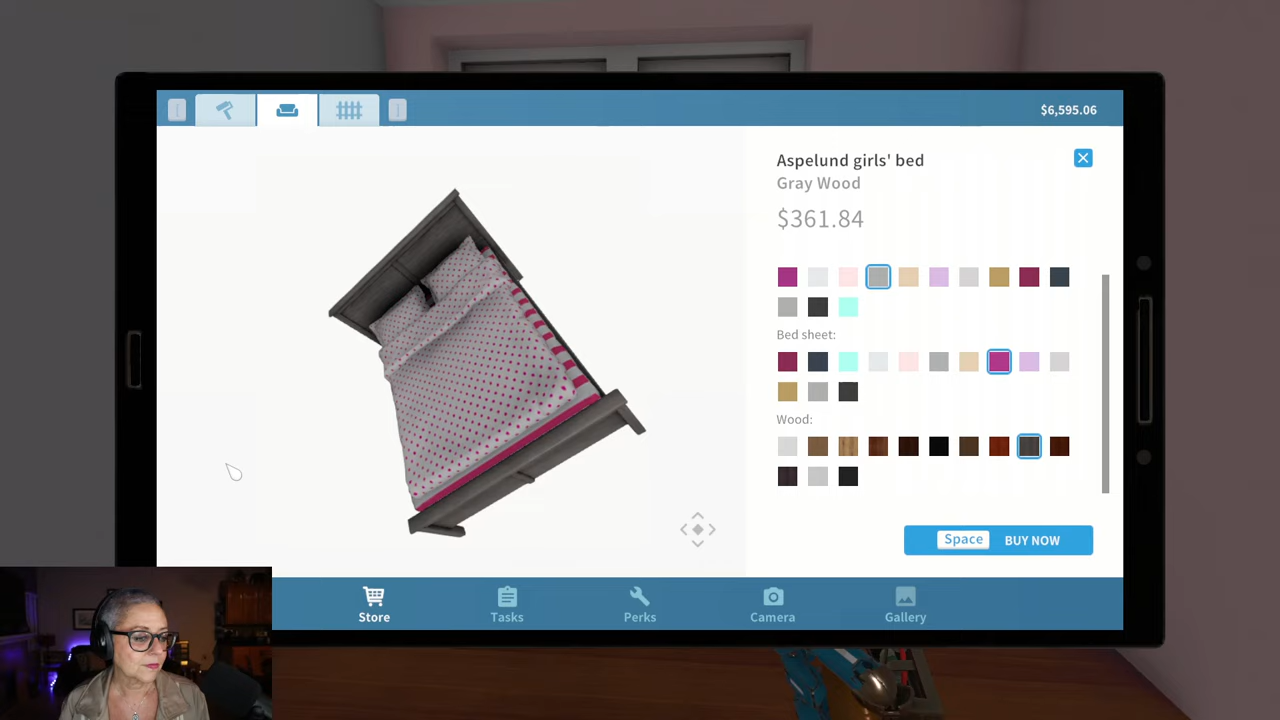 $6,595.06
Aspelund girls' bed
Gray Wood
$361.84
Bed sheet:
Wood:
Space BUY NOW
Store Tasks Perks Camera Gallery